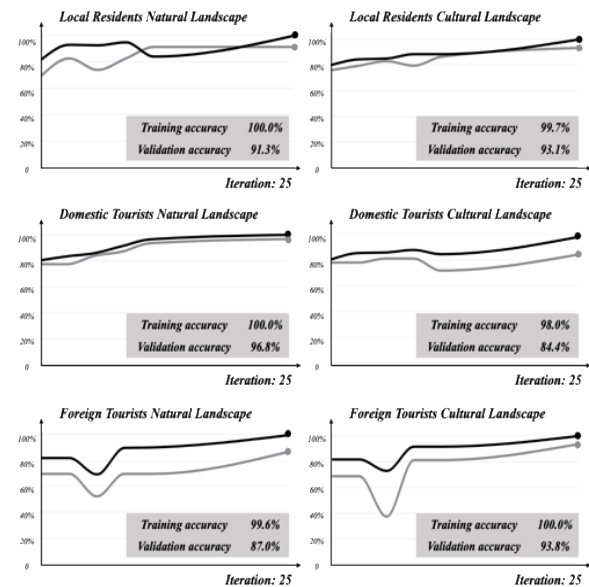 Local Residents Natural Landscape
100%
80%
60%
40%
20%
0
Training accuracy 100.0%
Validation accuracy 91.3%
Iteration: 25
Local Residents Cultural Landscape
100%
80%
60%
40%
20%
0
Training accuracy 99.7%
Validation accuracy 93.1%
Iteration: 25
Domestic Tourists Natural Landscape
100%
80%
60%
40%
20%
0
Training accuracy 100.0%
Validation accuracy 96.8%
Iteration: 25
Domestic Tourists Cultural Landscape
100%
80%
60%
40%
20%
0
Training accuracy 98.0%
Validation accuracy 84.4%
Iteration: 25
Foreign Tourists Natural Landscape
100%
80%
60%
40%
20%
0
Training accuracy 99.6%
Validation accuracy 87.0%
Iteration: 25
Foreign Tourists Cultural Landscape
100%
80%
60%
40%
20%
0
Training accuracy 100.0%
Validation accuracy 93.8%
Iteration: 25